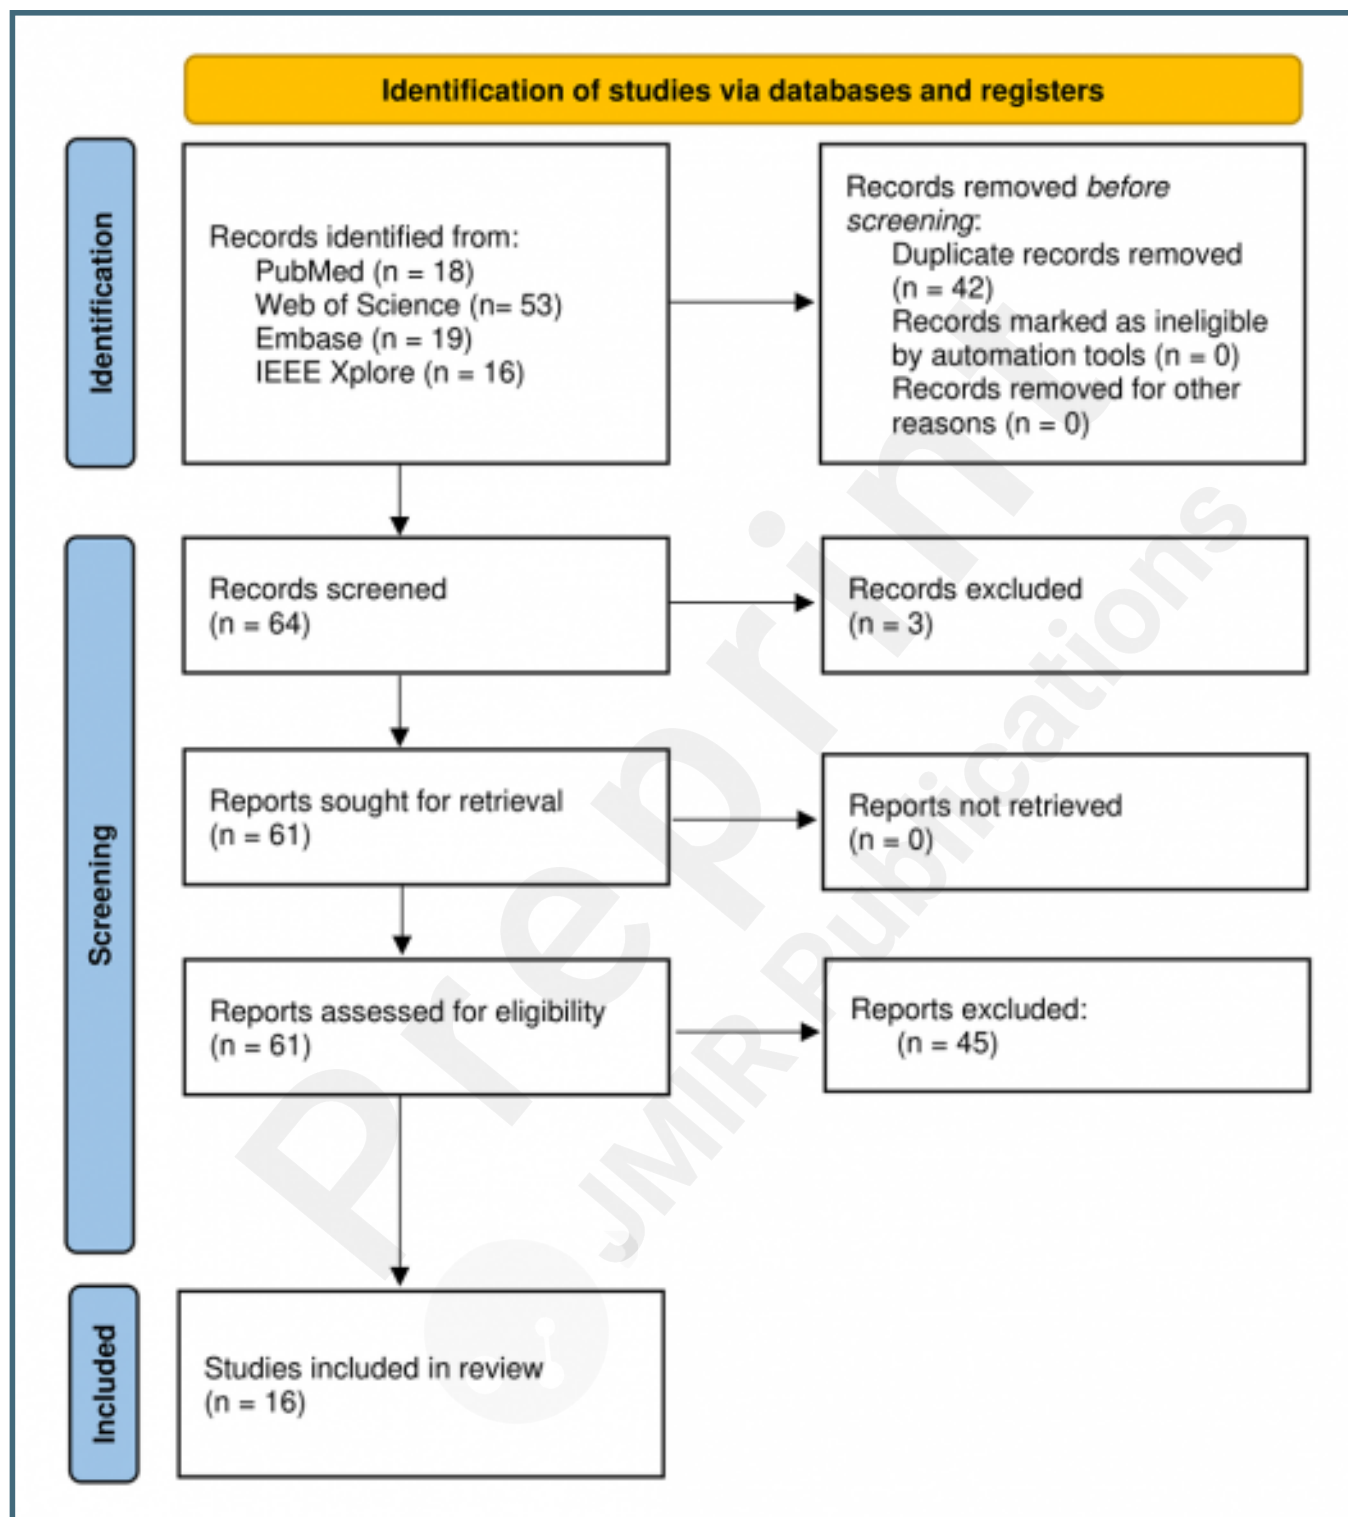 Identification of studies via databases and registers
Identification
Records identified from:
PubMed (n = 18)
Web of Science (n= 53)
Embase (n = 19)
IEEE Xplore (n = 16)
Records removed before
screening:
Duplicate records removed
(n = 42)
Records marked as ineligible
by automation tools (n = 0)
Records removed for other
reasons (n = 0)
Screening
Records screened
(n = 64)
Records excluded
(n = 3)
Reports sought for retrieval
(n = 61)
Reports not retrieved
(n = 0)
Reports assessed for eligibility
(n = 61)
Reports excluded:
(n = 45)
Included
Studies included in review
(n = 16)
Preprint
JMIR Publications